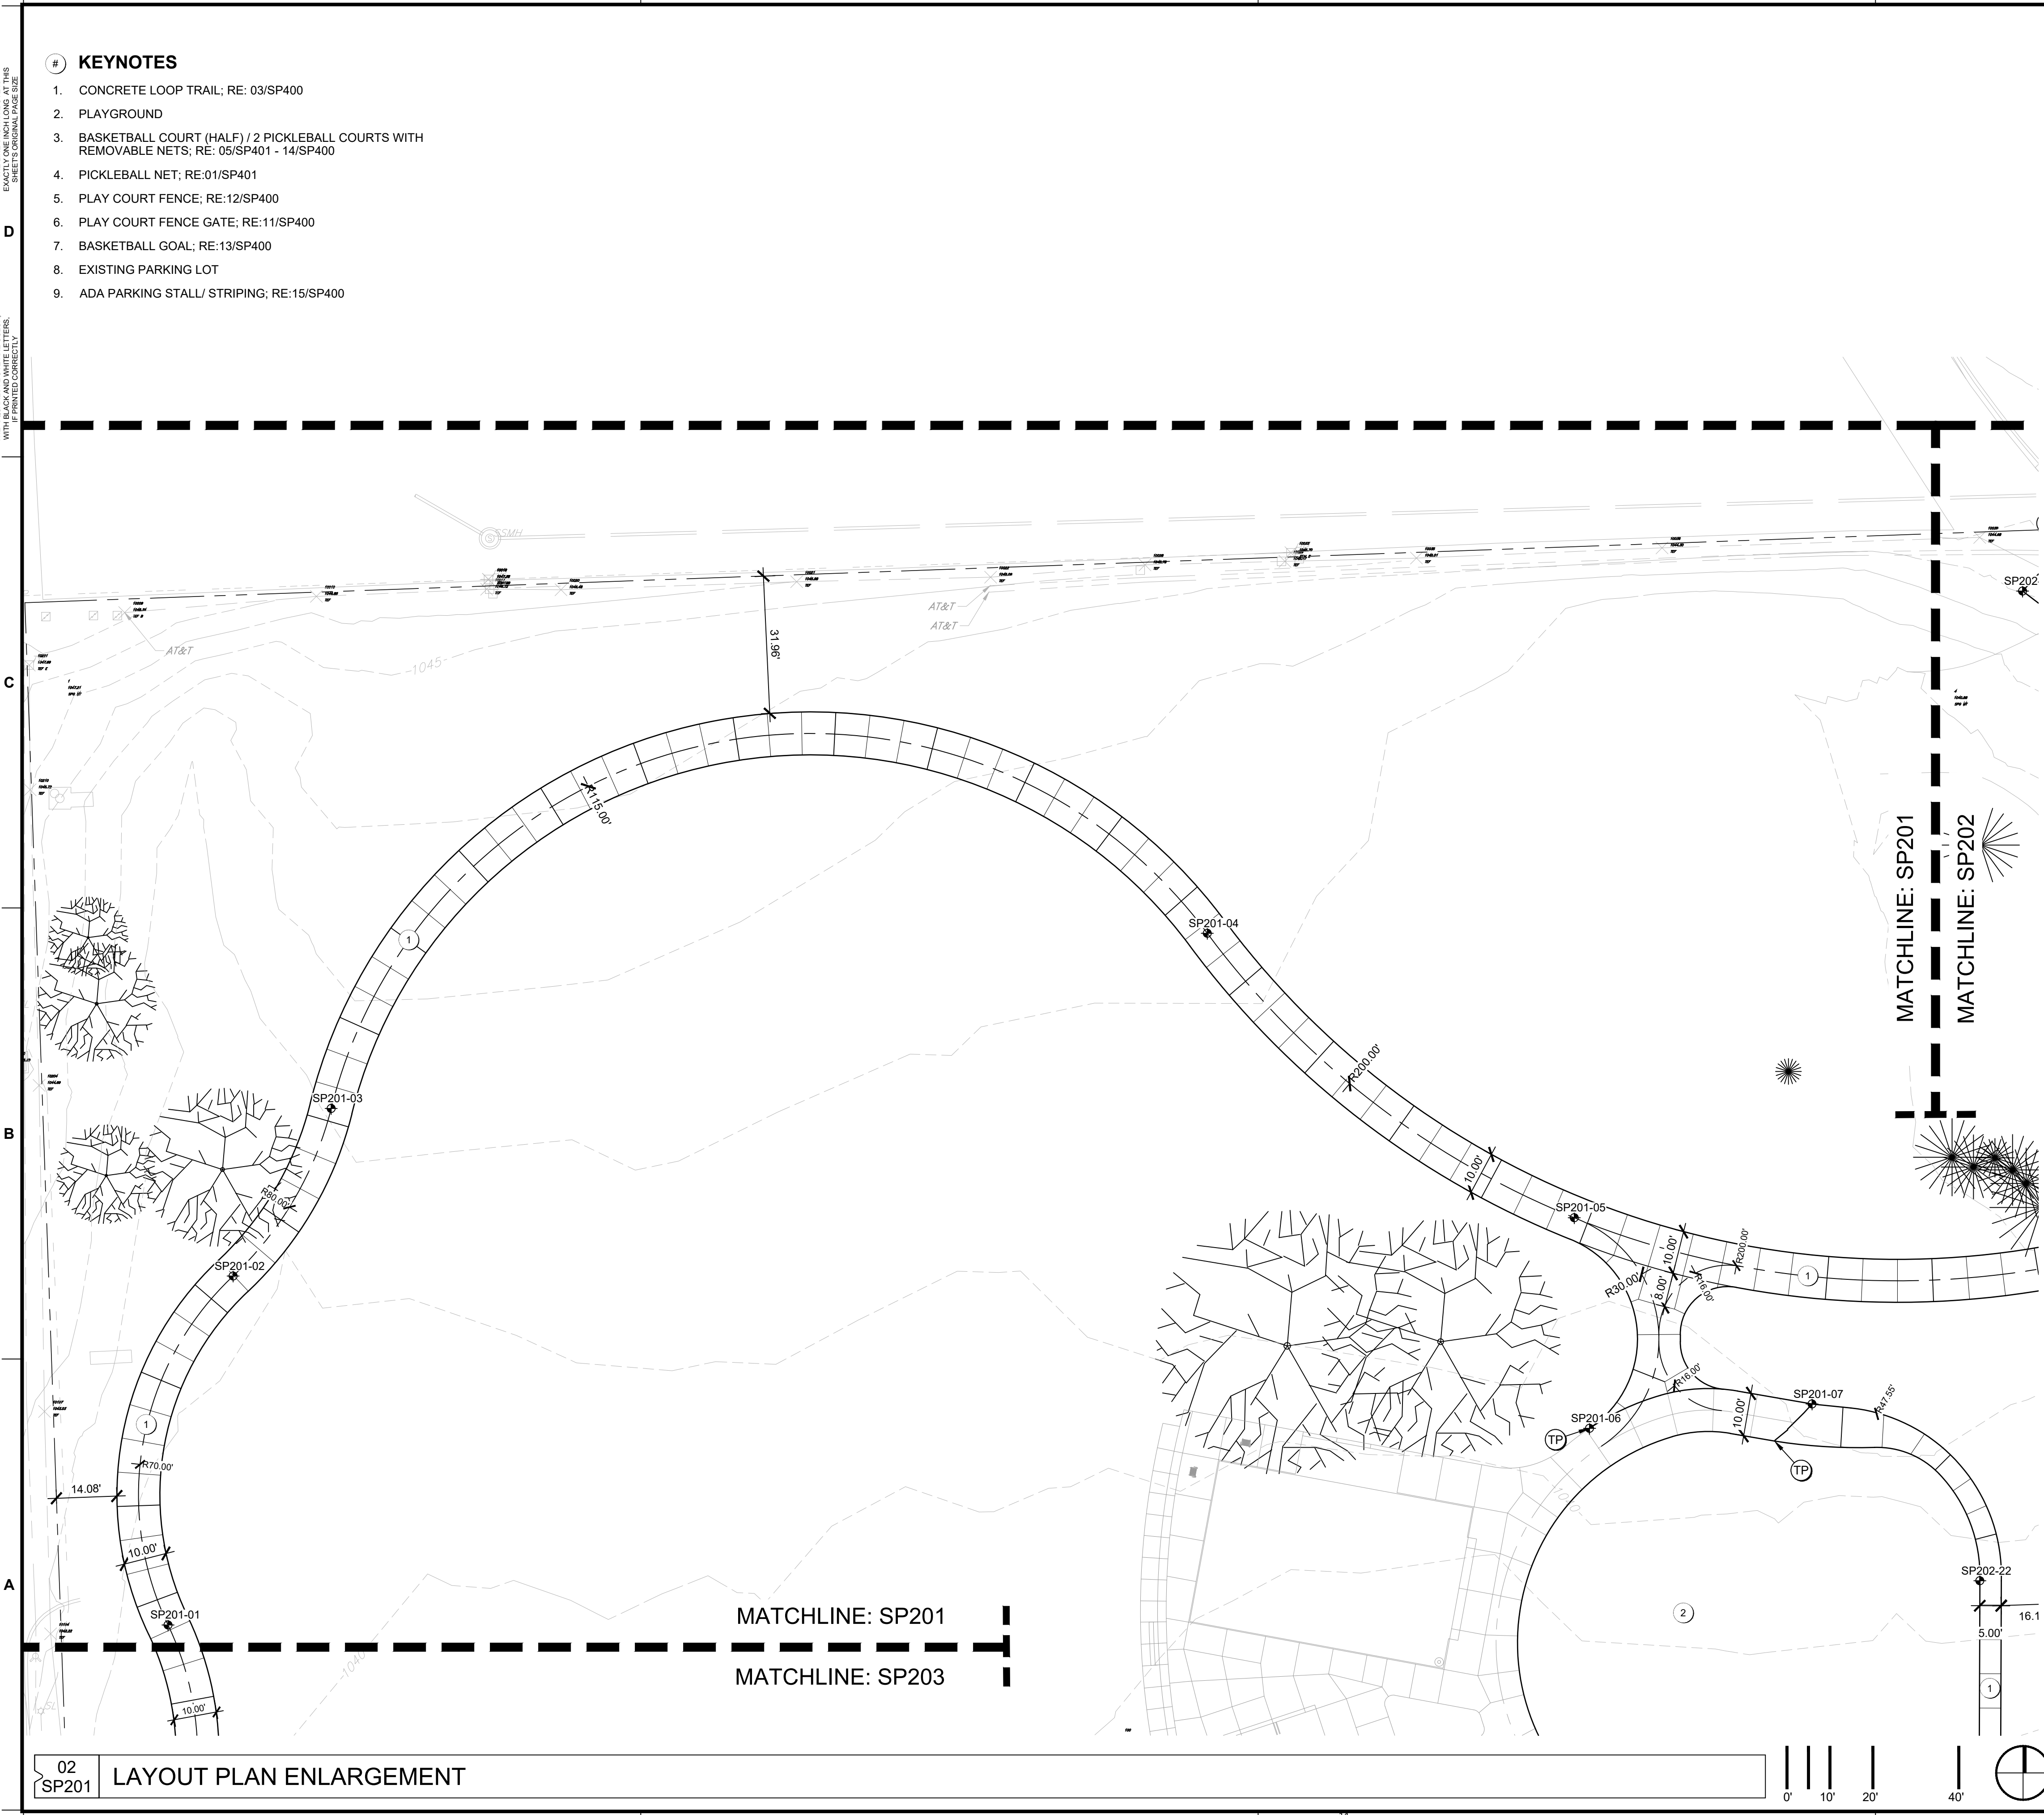 EXACTLY ONE INCH LONG AT THIS
SHEET'S ORIGINAL PAGE SIZE
WITH BLACK AND WHITE LETTERS,
IF PRINTED CORRECTLY
D
C
B
A
# KEYNOTES
1. CONCRETE LOOP TRAIL; RE: 03/SP400
2. PLAYGROUND
3. BASKETBALL COURT (HALF) / 2 PICKLEBALL COURTS WITH
REMOVABLE NETS; RE: 05/SP401 - 14/SP400
4. PICKLEBALL NET; RE:01/SP401
5. PLAY COURT FENCE; RE:12/SP400
6. PLAY COURT FENCE GATE; RE:11/SP400
7. BASKETBALL GOAL; RE:13/SP400
8. EXISTING PARKING LOT
9. ADA PARKING STALL/ STRIPING; RE:15/SP400
SSMH
SP202
AT&T
AT&T
AT&T
31.96'
1045
R115.00'
MATCHLINE: SP201
MATCHLINE: SP202
1
SP201-04
R200.00'
SP201-03
10.00'
R80.00'
SP201-05
SP201-02
10.00'
R200.00'
R30.00'
8.00'
R16.00'
1
R16.00'
SP201-07
R47.55'
10.00'
SP201-06
TP
TP
1
R70.00'
14.08'
10.00'
SP202-22
SP201-01
MATCHLINE: SP201
2
16.1
5.00'
MATCHLINE: SP203
1040
1
10.00'
02
SP201
LAYOUT PLAN ENLARGEMENT
0' 10' 20' 40'